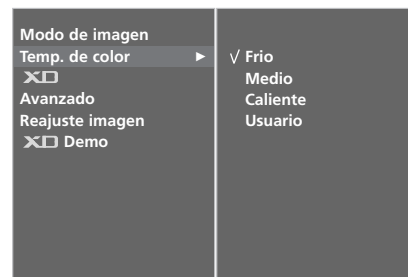 Modo de imagen
Temp. de color ►
XD
Avanzado
Reajuste imagen
XD Demo
√ Frio
Medio
Caliente
Usuario